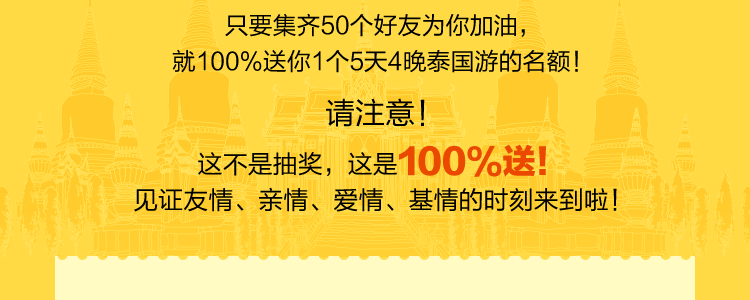 只要集齐50个好友为你加油，
就100%送你1个5天4晚泰国游的名额！
请注意！
这不是抽奖，这是100%送！
见证友情、亲情、爱情、基情的时刻来到啦！